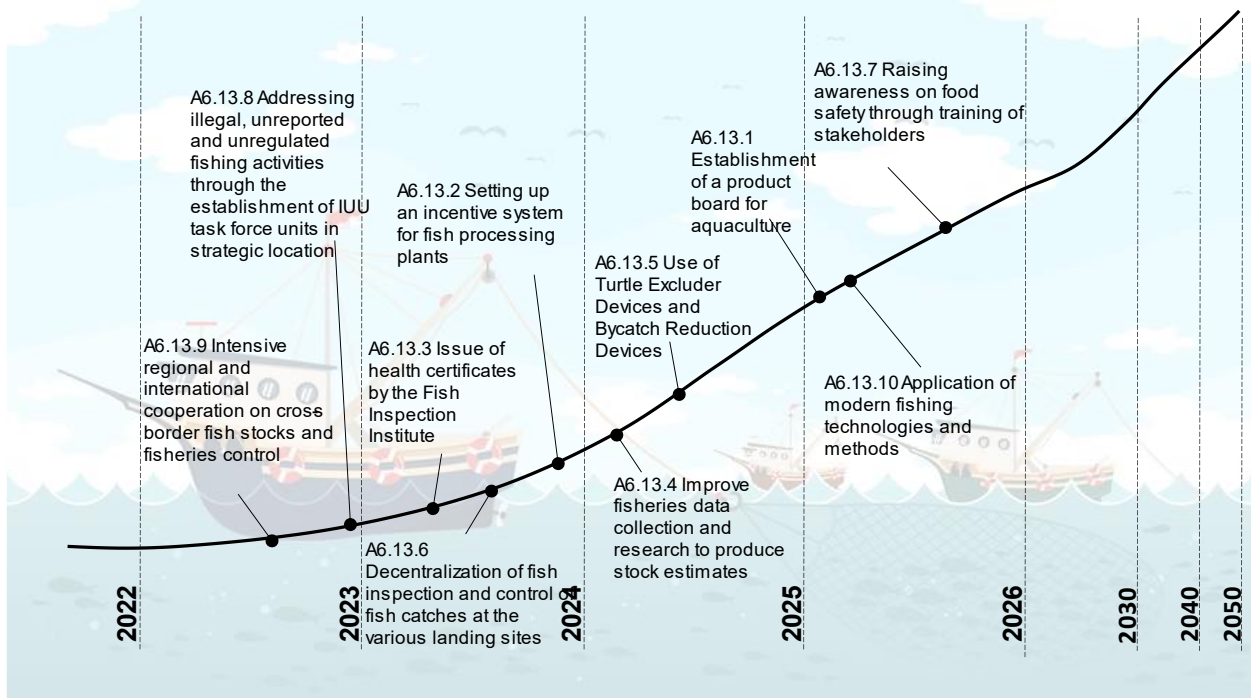 A6.13.8 Addressing
illegal, unreported
and unregulated
fishing activities
through the
establishment of IUU
task force units in
strategic location
A6.13.9 Intensive
regional and
international
cooperation on cross-
border fish stocks and
fisheries control
A6.13.2 Setting up
an incentive system
for fish processing
plants
A6.13.3 Issue of
health certificates
by the Fish
Inspection
Institute
A6.13.6
Decentralization of fish
inspection and control of
fish catches at the
various landing sites
A6.13.5 Use of
Turtle Excluder
Devices and
Bycatch Reduction
Devices
A6.13.4 Improve
fisheries data
collection and
research to produce
stock estimates
A6.13.1
Establishment
of a product
board for
aquaculture
A6.13.7 Raising
awareness on food
safety through training of
stakeholders
A6.13.10 Application of
modern fishing
technologies and
methods
2022
2023
2024
2025
2026
2030
2040
2050